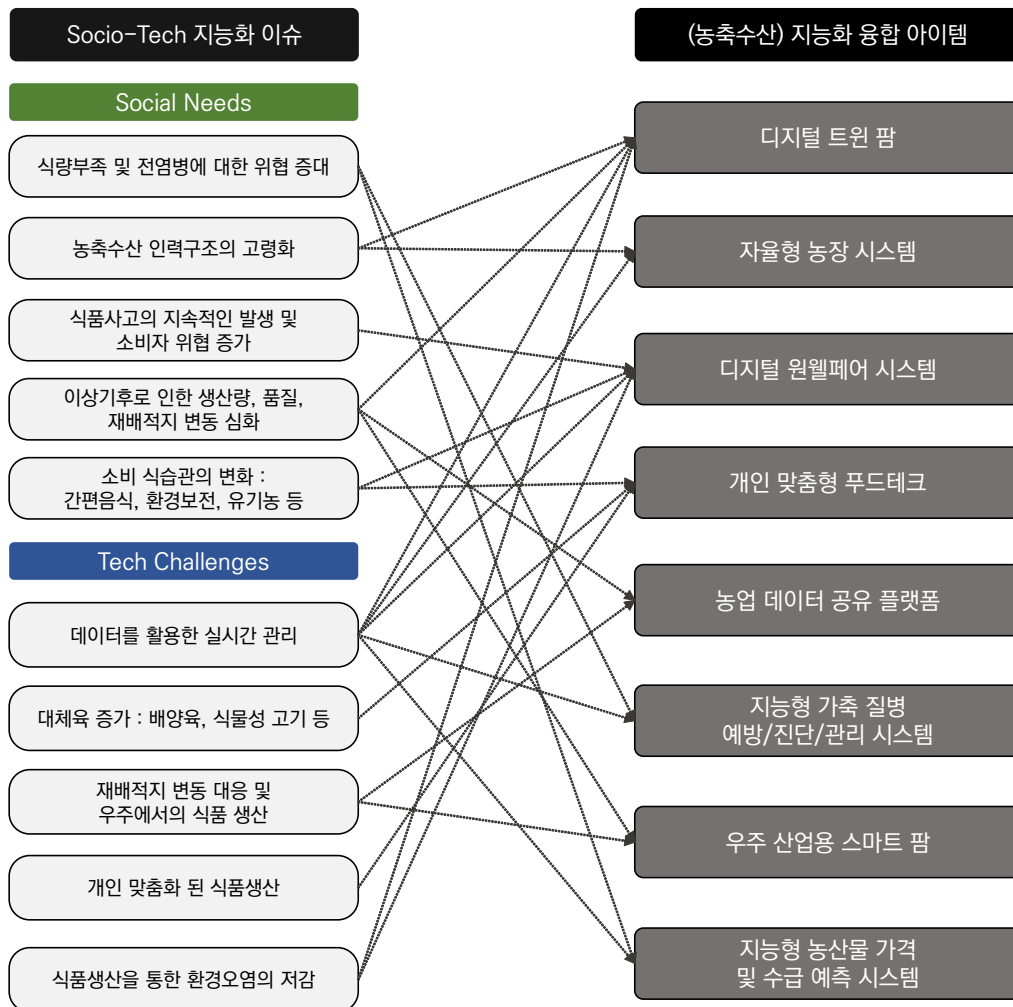 Socio-Tech 지능화 이슈
Social Needs
식량부족 및 전염병에 대한 위협 증대
농축수산 인력구조의 고령화
식품사고의 지속적인 발생 및
소비자 위협 증가
이상기후로 인한 생산량, 품질,
재배적지 변동 심화
소비 식습관의 변화 :
간편음식, 환경보전, 유기농 등
Tech Challenges
데이터를 활용한 실시간 관리
대체육 증가 : 배양육, 식물성 고기 등
재배적지 변동 대응 및
우주에서의 식품 생산
개인 맞춤화 된 식품생산
식품생산을 통한 환경오염의 저감
(농축수산) 지능화 융합 아이템
디지털 트윈 팜
자율형 농장 시스템
디지털 원웰페어 시스템
개인 맞춤형 푸드테크
농업 데이터 공유 플랫폼
지능형 가축 질병
예방/진단/관리 시스템
우주 산업용 스마트 팜
지능형 농산물 가격
및 수급 예측 시스템